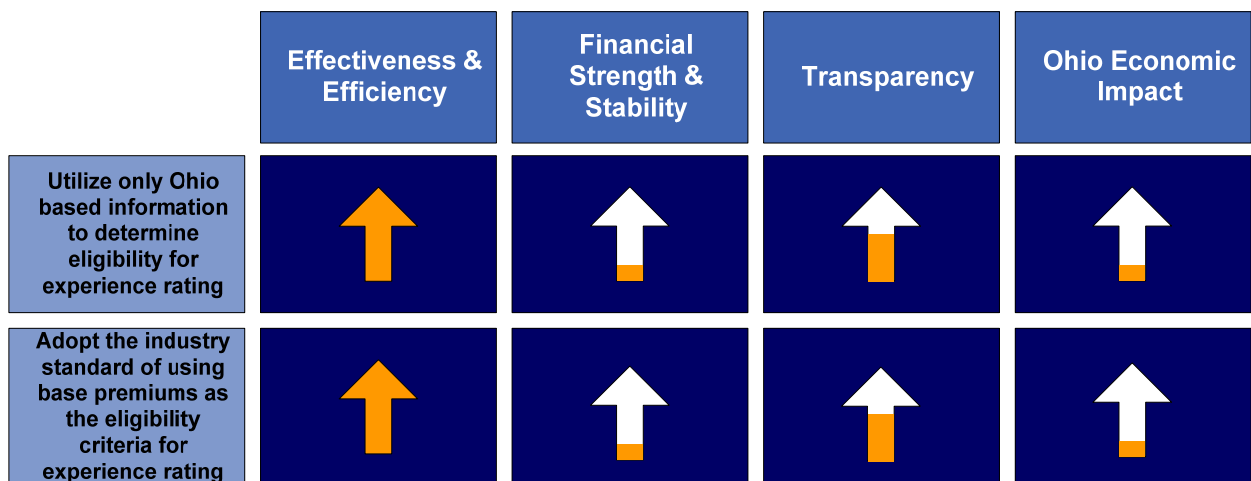 Effectiveness &
Efficiency
Financial
Strength &
Stability
Transparency
Ohio Economic
Impact
Utilize only Ohio
based information
to determine
eligibility for
experience rating
Adopt the industry
standard of using
base premiums as
the eligibility
criteria for
experience rating